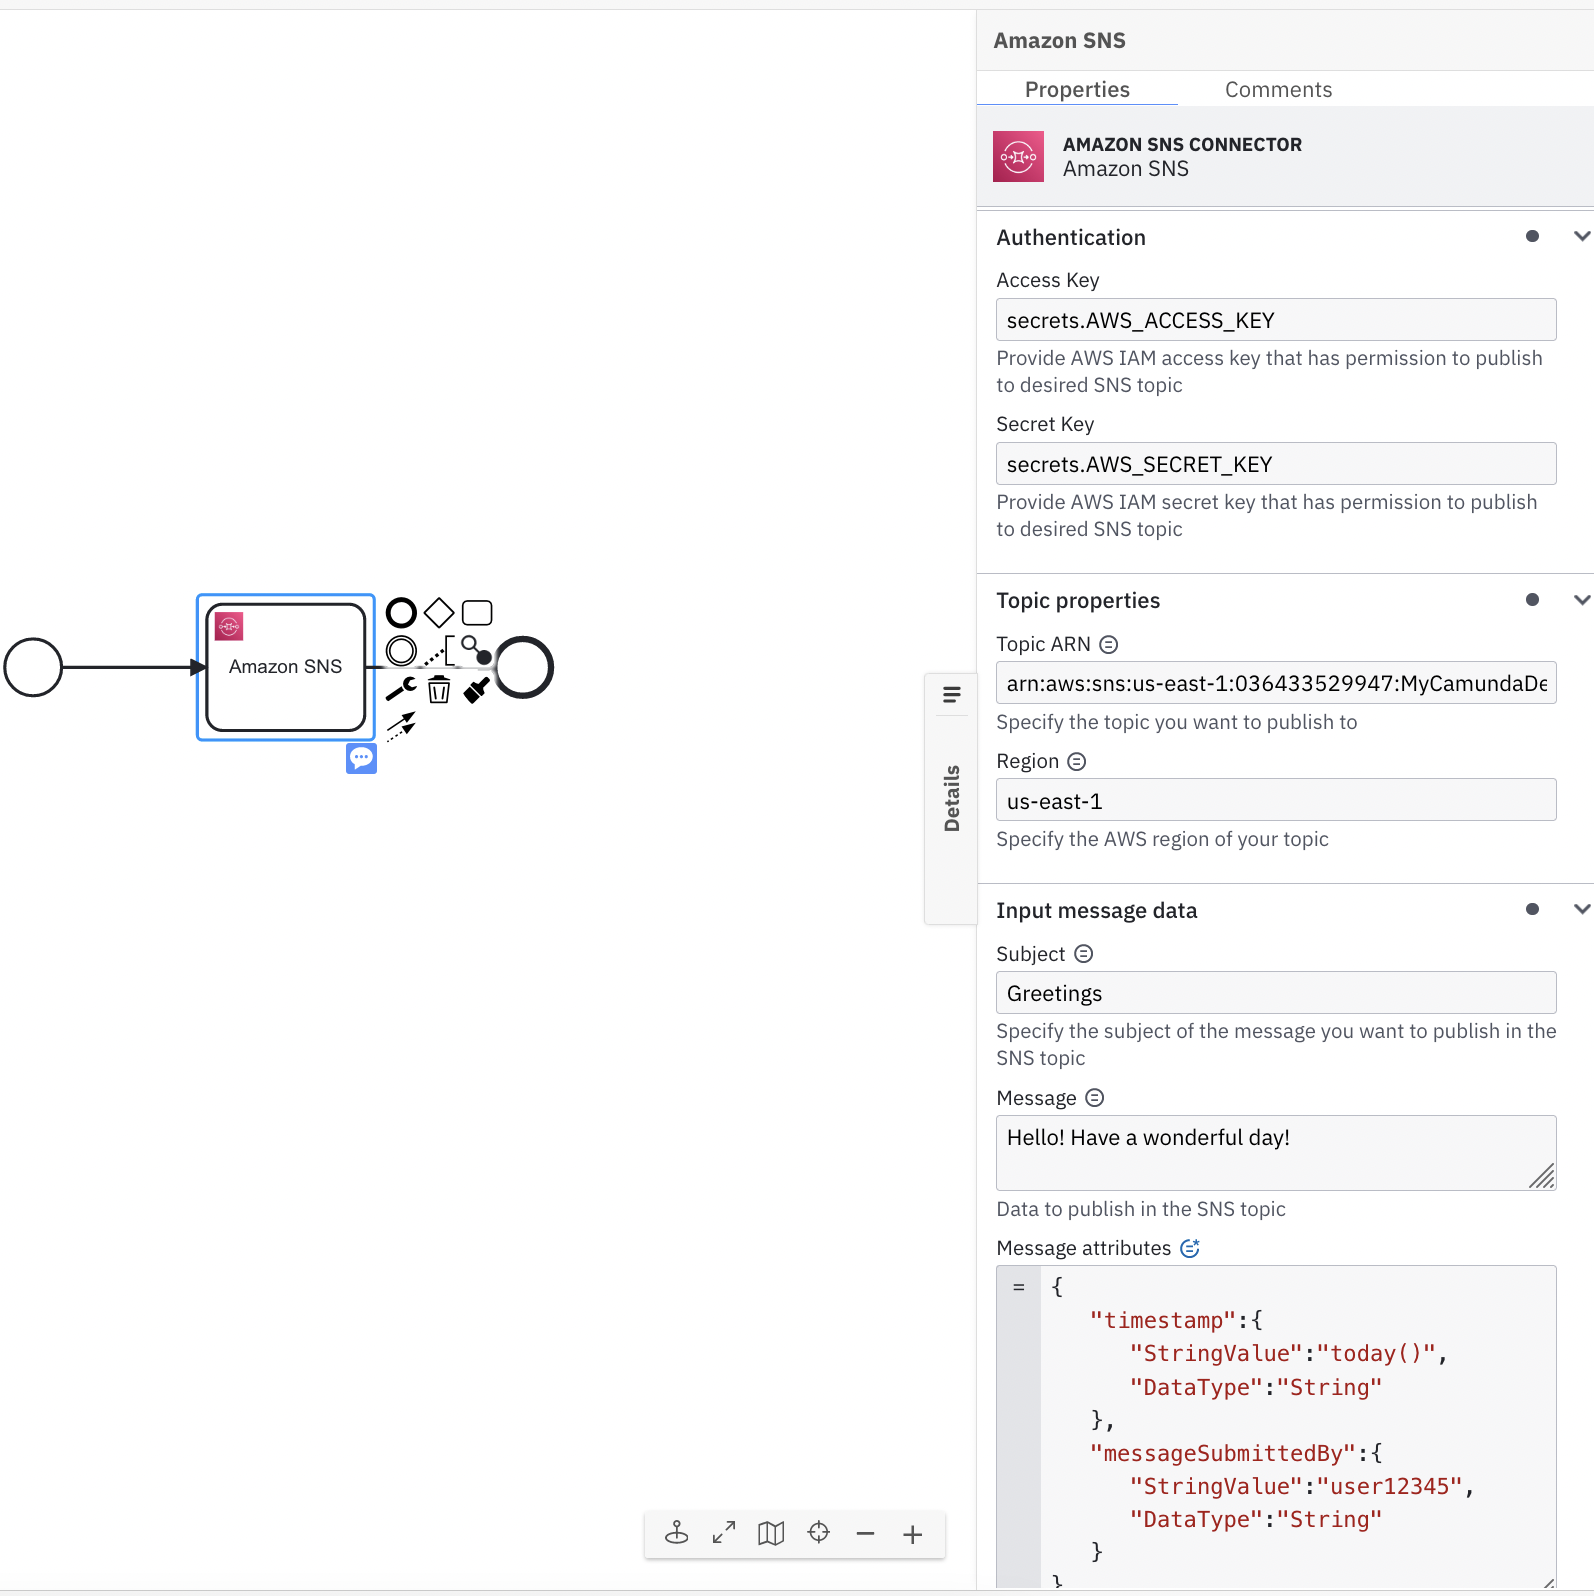 Amazon SNS
Properties
Comments
AMAZON SNS CONNECTOR
Amazon SNS
Authentication
Access Key
secrets.AWS_ACCESS_KEY
Provide AWS IAM access key that has permission to publish
to desired SNS topic
Secret Key
secrets.AWS_SECRET_KEY
Provide AWS IAM secret key that has permission to publish
to desired SNS topic
Topic properties
Topic ARN
arn:aws:sns:us-east-1:036433529947:MyCamundaDe
Specify the topic you want to publish to
Region
us-east-1
Specify the AWS region of your topic
Input message data
Subject
Greetings
Specify the subject of the message you want to publish in the
SNS topic
Message
Hello! Have a wonderful day!
Data to publish in the SNS topic
Message attributes
= {
"timestamp":{
"StringValue":"today()",
"DataType":"String"
},
"messageSubmittedBy":{
"StringValue":"user12345",
"DataType":"String"
}
}
Amazon SNS
Details